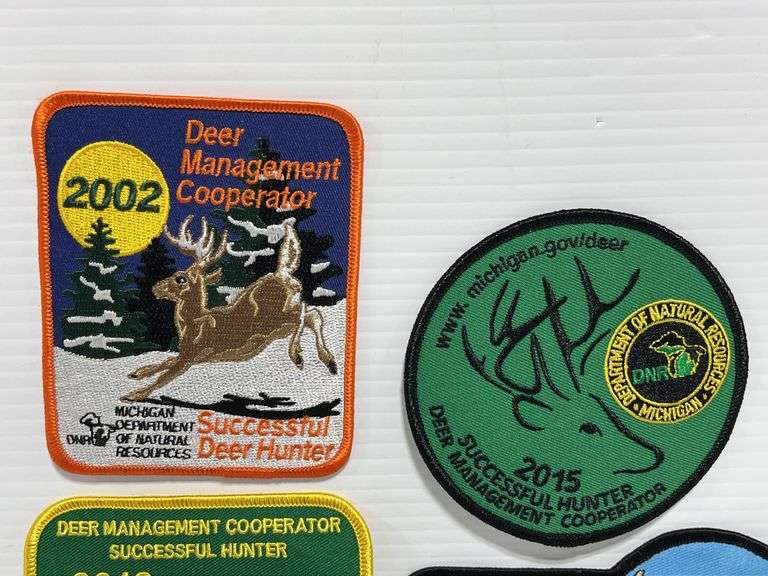 Deer
Management
Cooperator
2002
MICHIGAN
DEPARTMENT
OF NATURAL
RESOURCES
DNR
Successful
Deer Hunter
www.michigan.gov/deer
DEPARTMENT OF NATURAL RESOURCES
• MICHIGAN •
DNR
2015
SUCCESSFUL HUNTER
DEER MANAGEMENT COOPERATOR
DEER MANAGEMENT COOPERATOR
SUCCESSFUL HUNTER